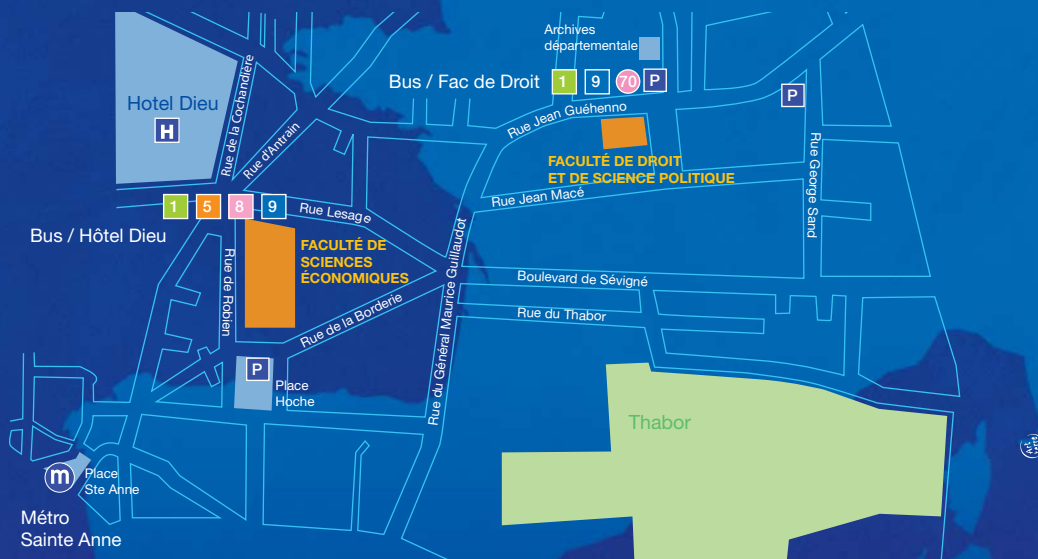 Archives
départementale
Bus / Fac de Droit 1 9 70 P
P
Hotel Dieu
H
Rue de la Cochardière
Rue d'Antrain
Rue Jean Guéhenno
FACULTÉ DE DROIT
ET DE SCIENCE POLITIQUE
Rue Jean Macé
Rue George Sand
1 5 8 9
Rue Lesage
Bus / Hôtel Dieu
FACULTÉ DE
SCIENCES
ÉCONOMIQUES
Rue de Robien
Rue de la Borderie
Rue du Général Maurice Guillaudot
Boulevard de Sévigné
Rue du Thabor
P
Place
Hoche
Thabor
m
Place
Ste Anne
Métro
Sainte Anne